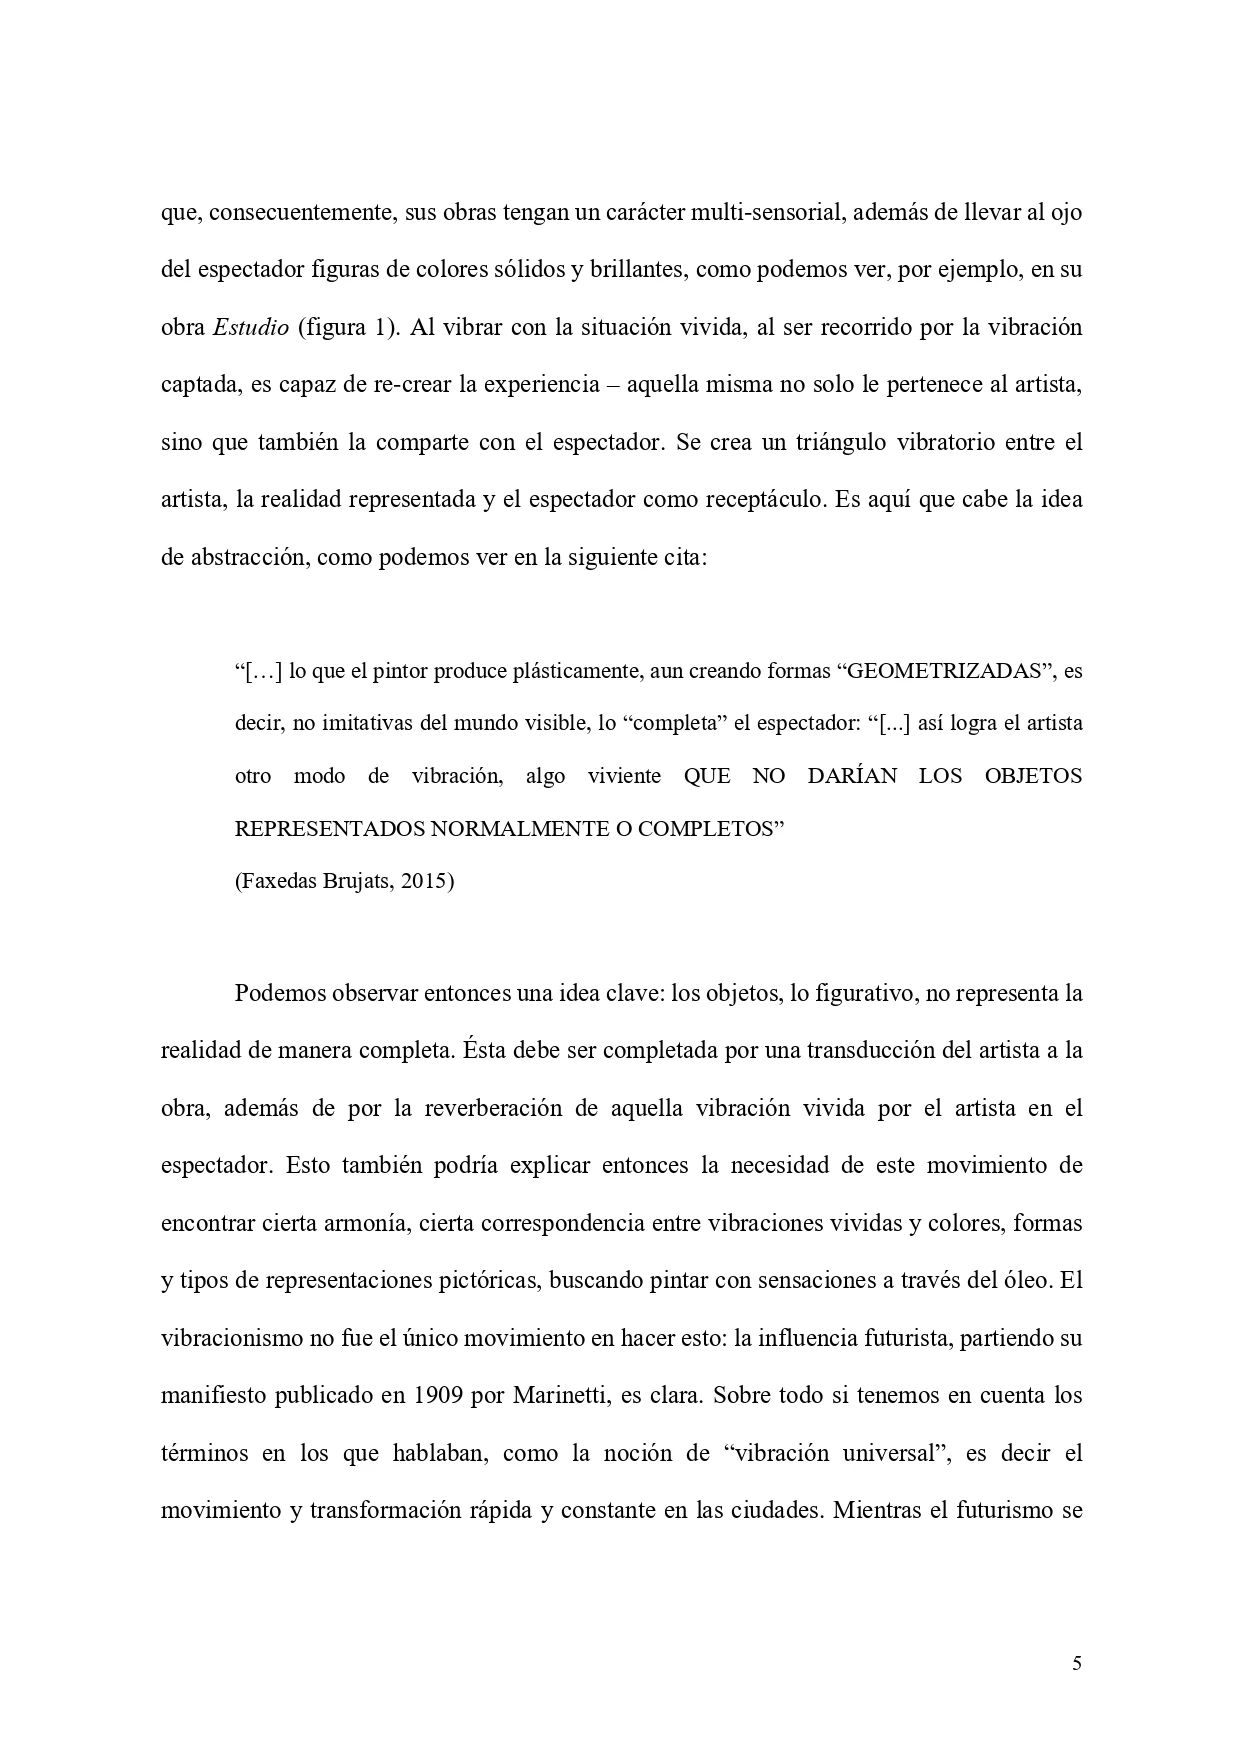 que, consecuentemente, sus obras tengan un carácter multi-sensorial, además de llevar al ojo
del espectador figuras de colores sólidos y brillantes, como podemos ver, por ejemplo, en su
obra Estudio (figura 1). Al vibrar con la situación vivida, al ser recorrido por la vibración
captada, es capaz de re-crear la experiencia – aquella misma no solo le pertenece al artista,
sino que también la comparte con el espectador. Se crea un triángulo vibratorio entre el
artista, la realidad representada y el espectador como receptáculo. Es aquí que cabe la idea
de abstracción, como podemos ver en la siguiente cita:
“[…] lo que el pintor produce plásticamente, aun creando formas “GEOMETRIZADAS”, es
decir, no imitativas del mundo visible, lo “completa” el espectador: “[...] así logra el artista
otro modo de vibración, algo viviente QUE NO DARÍAN LOS OBJETOS
REPRESENTADOS NORMALMENTE O COMPLETOS”
(Faxedas Brujats, 2015)
Podemos observar entonces una idea clave: los objetos, lo figurativo, no representa la
realidad de manera completa. Ésta debe ser completada por una transducción del artista a la
obra, además de por la reverberación de aquella vibración vivida por el artista en el
espectador. Esto también podría explicar entonces la necesidad de este movimiento de
encontrar cierta armonía, cierta correspondencia entre vibraciones vividas y colores, formas
y tipos de representaciones pictóricas, buscando pintar con sensaciones a través del óleo. El
vibracionismo no fue el único movimiento en hacer esto: la influencia futurista, partiendo su
manifiesto publicado en 1909 por Marinetti, es clara. Sobre todo si tenemos en cuenta los
términos en los que hablaban, como la noción de “vibración universal”, es decir el
movimiento y transformación rápida y constante en las ciudades. Mientras el futurismo se
5